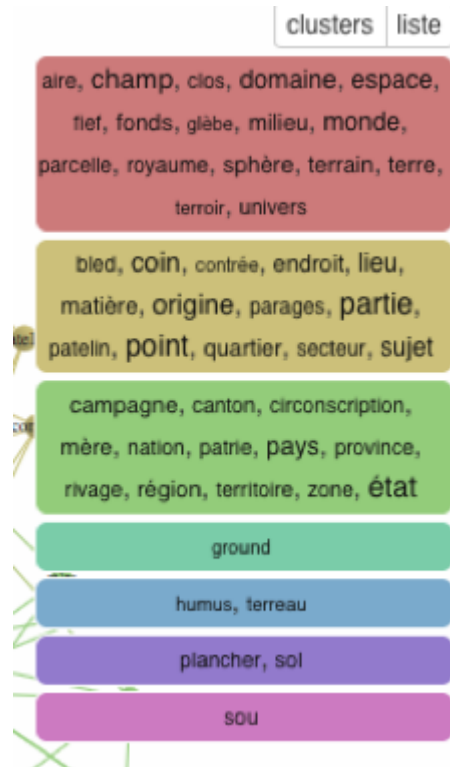 clusters liste
aire, champ, clos, domaine, espace,
fief, fonds, glèbe, milieu, monde,
parcelle, royaume, sphère, terrain, terre,
terroir, univers
bled, coin, contrée, endroit, lieu,
matière, origine, parages, partie,
patelin, point, quartier, secteur, sujet
campagne, canton, circonscription,
mère, nation, patrie, pays, province,
rivage, région, territoire, zone, état
ground
humus, terreau
plancher, sol
sou